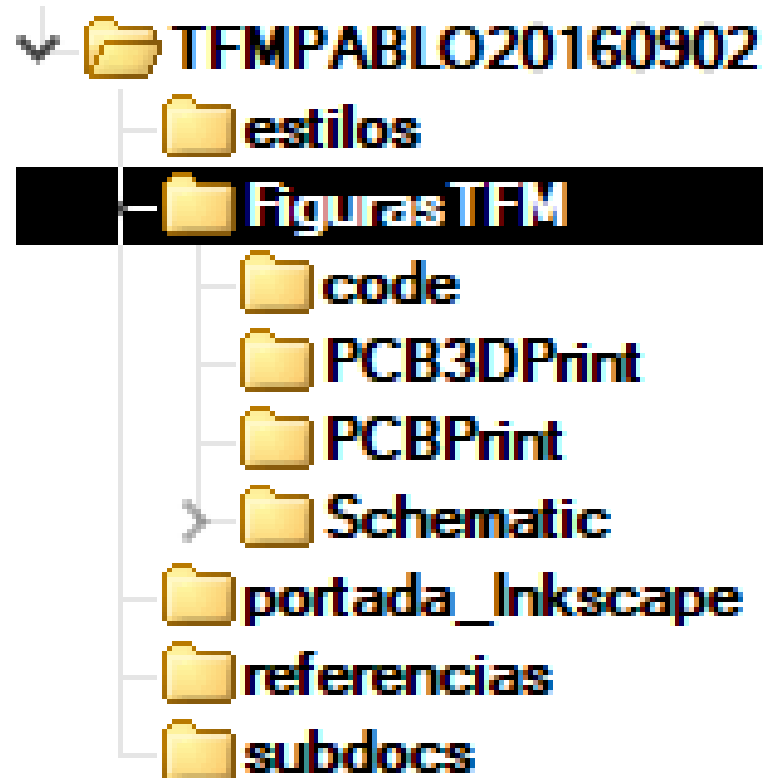 TFMPABLO20160902
estilos
FigurasTFM
code
PCB3DPrint
PCBPrint
Schematic
portada_Inkscape
referencias
subdocs